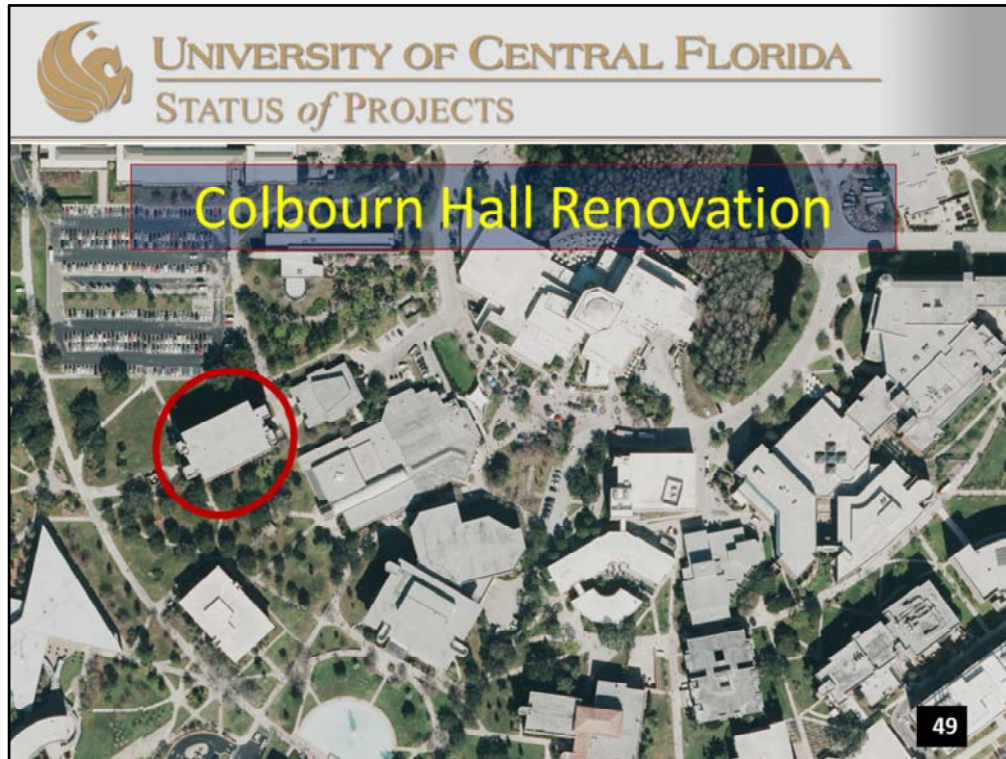 UNIVERSITY OF CENTRAL FLORIDA
STATUS of PROJECTS
Colbourn Hall Renovation
49